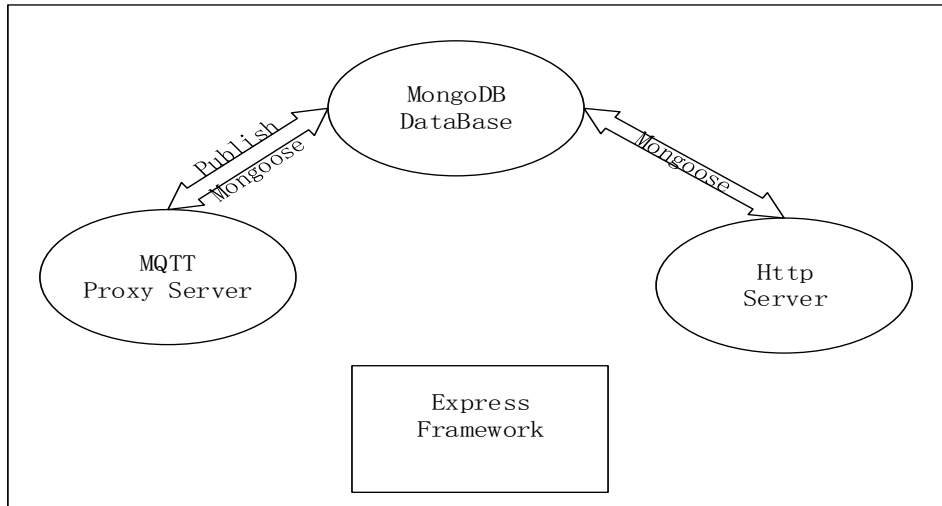 MongoDB
DataBase
Publish
Mongoose
Mongoose
MQTT
Proxy Server
Http
Server
Express
Framework